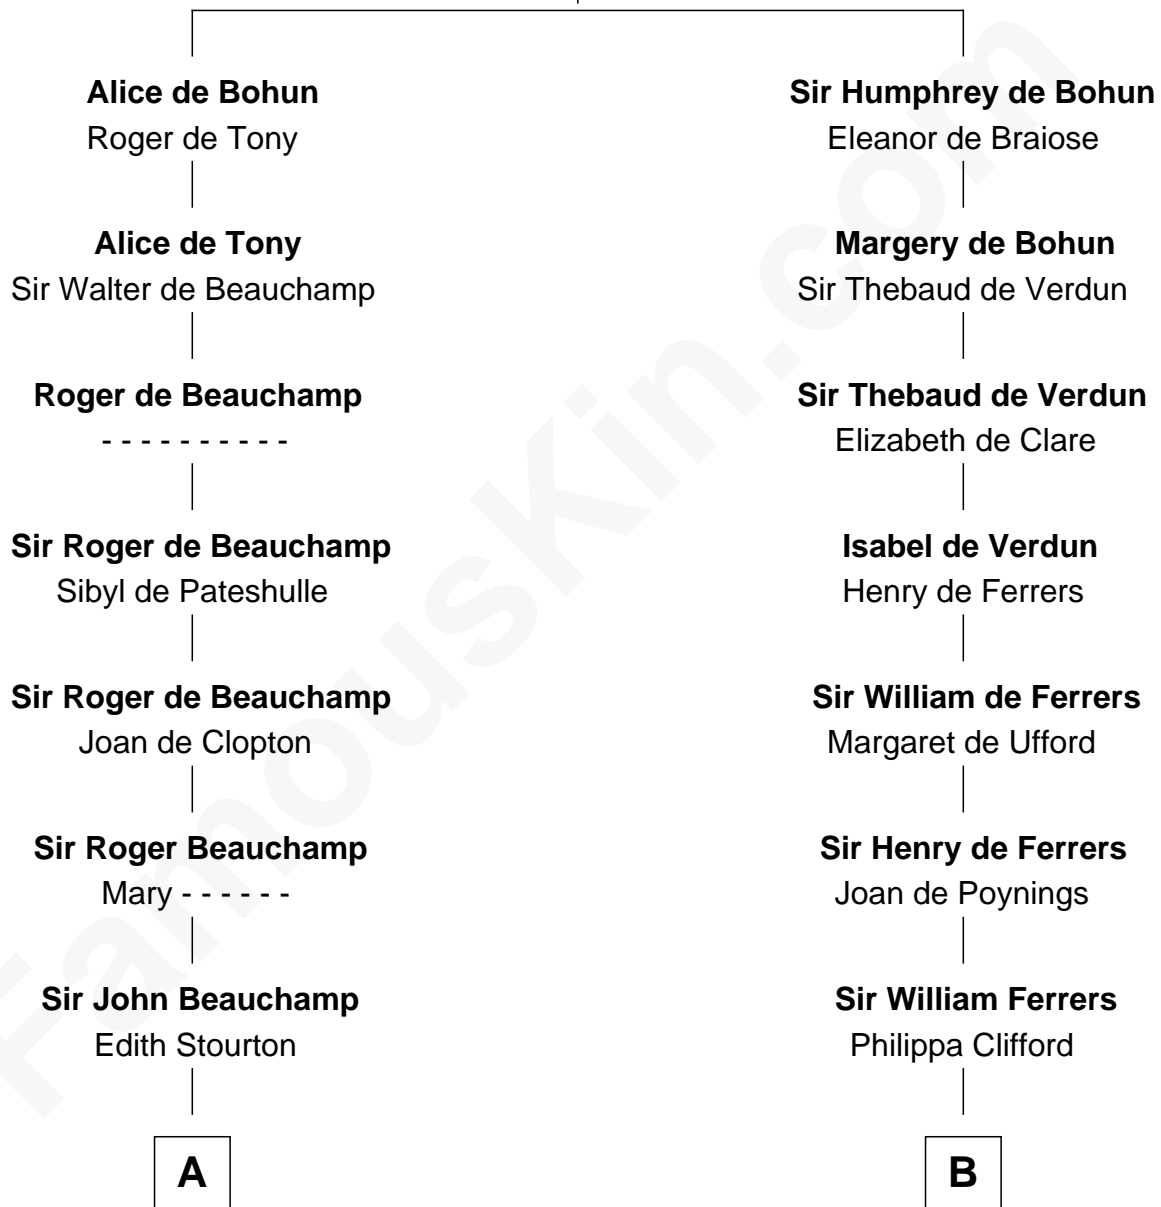 Alice de Bohun
Roger de Tony
Alice de Tony
Sir Walter de Beauchamp
Roger de Beauchamp
- - - - - - - - - -
Sir Roger de Beauchamp
Sibyl de Pateshulle
Sir Roger de Beauchamp
Joan de Clopton
Sir Roger Beauchamp
Mary - - - - - -
Sir John Beauchamp
Edith Stourton
A
Sir Humphrey de Bohun
Eleanor de Braiose
Margery de Bohun
Sir Thebaud de Verdun
Sir Thebaud de Verdun
Elizabeth de Clare
Isabel de Verdun
Henry de Ferrers
Sir William de Ferrers
Margaret de Ufford
Sir Henry de Ferrers
Joan de Poynings
Sir William Ferrers
Philippa Clifford
B
FamousKin.com